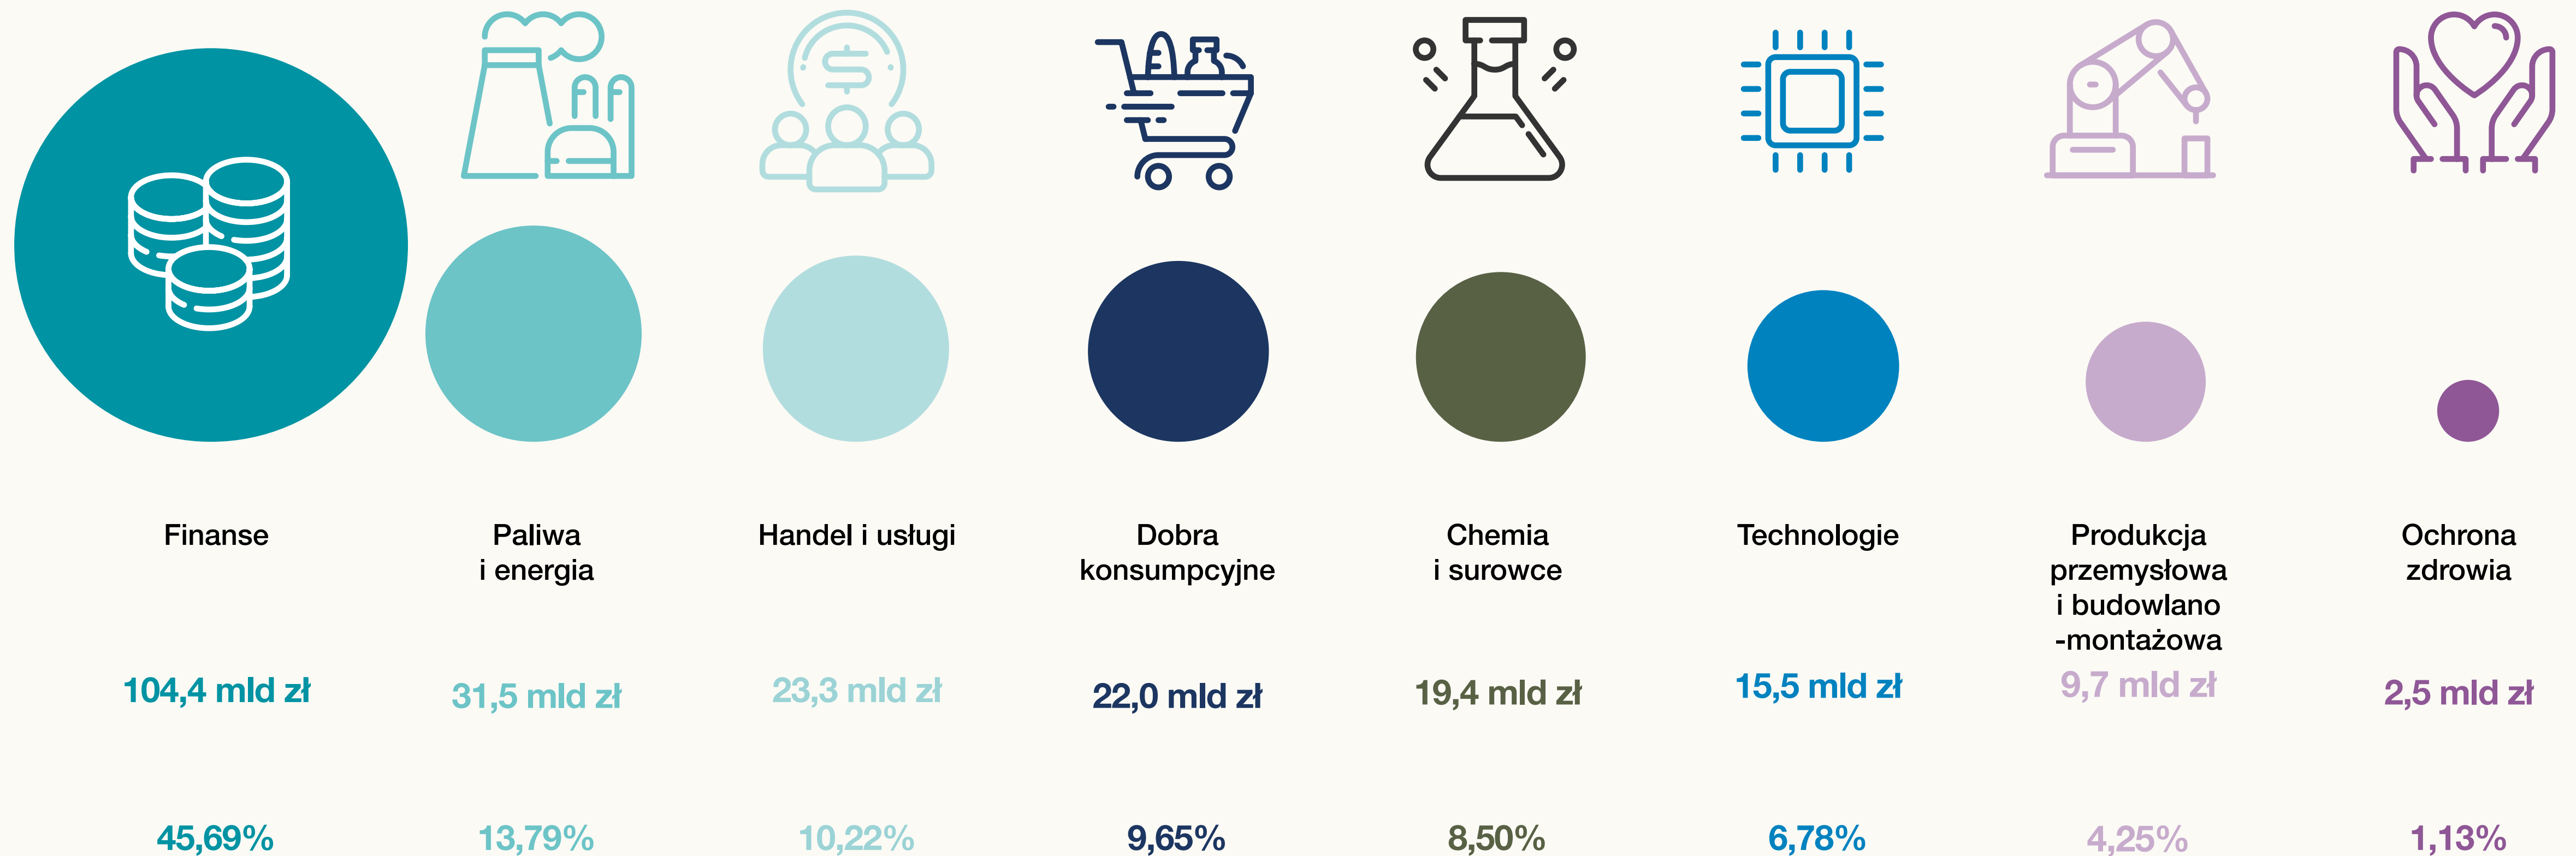 Finanse
Paliwa
i energia
Handel i usługi
Dobra
konsumpcyjne
Chemia
i surowce
Technologie
Produkcja
przemysłowa
i budowlano
-montażowa
Ochrona
zdrowia
104,4 mld zł
31,5 mld zł
23,3 mld zł
22,0 mld zł
19,4 mld zł
15,5 mld zł
9,7 mld zł
2,5 mld zł
45,69%
13,79%
10,22%
9,65%
8,50%
6,78%
4,25%
1,13%